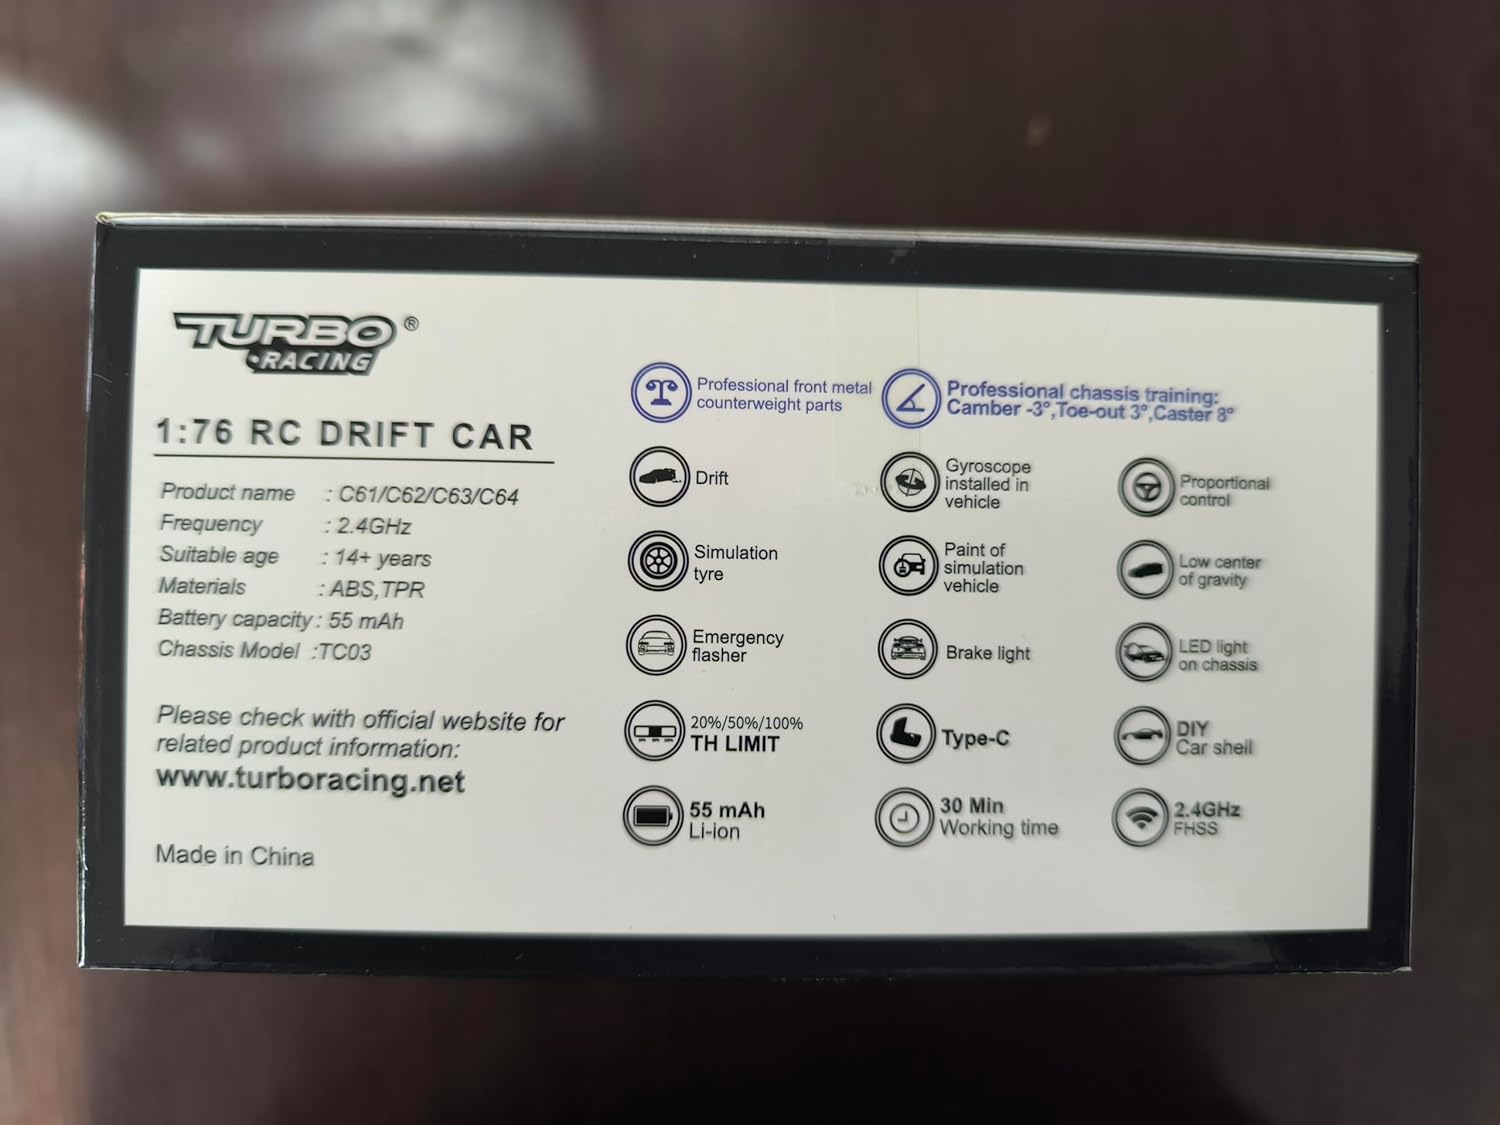 TURBO ®
RACING
1:76 RC DRIFT CAR
Product name : C61/C62/C63/C64
Frequency : 2.4GHz
Suitable age : 14+ years
Materials : ABS,TPR
Battery capacity : 55 mAh
Chassis Model :TC03
Please check with official website for
related product information:
www.turboracing.net
Made in China
Professional front metal
counterweight parts
Professional chassis training:
Camber -3°,Toe-out 3°,Caster 8°
Drift
Gyroscope
installed in
vehicle
Proportional
control
Simulation
tyre
Paint of
simulation
vehicle
Low center
of gravity
Emergency
flasher
Brake light
LED light
on chassis
20%/50%/100%
TH LIMIT
Type-C
DIY
Car shell
55 mAh
Li-ion
30 Min
Working time
2.4GHz
FHSS